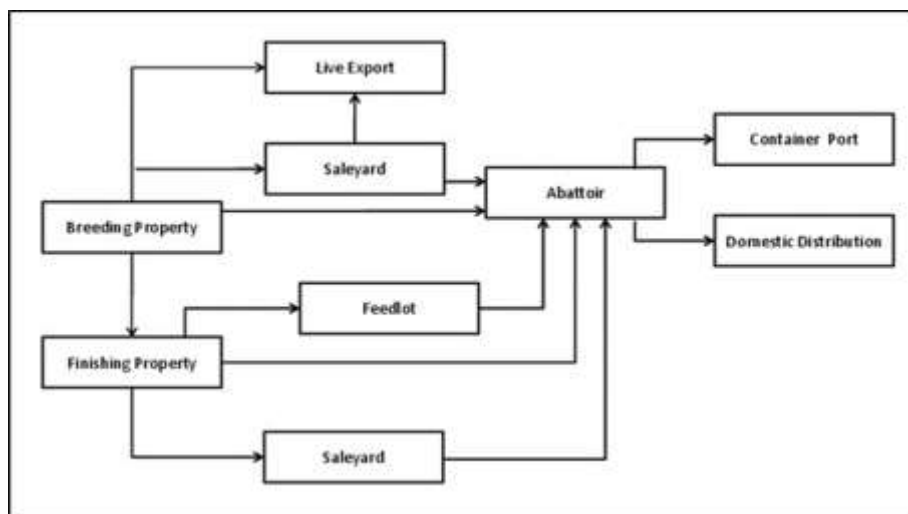 Live Export
Container Port
Saleyard
Abattoir
Breeding Property
Domestic Distribution
Feedlot
Finishing Property
Saleyard